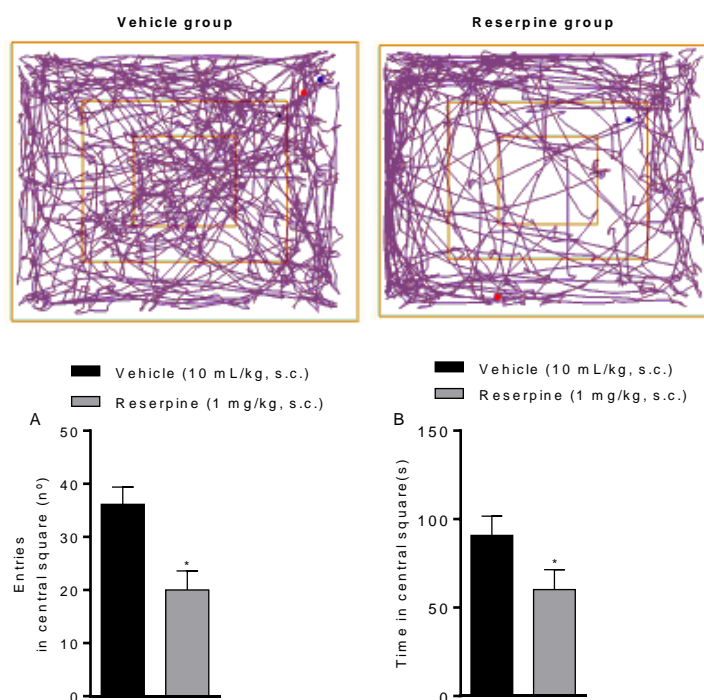 Vehicle group
Reserpine group
Vehicle (10 mL/kg, s.c.)
Reserpine (1 mg/kg, s.c.)
A
50
40
30
20
10
0
Entries
in central square (nº)
*
Vehicle (10 mL/kg, s.c.)
Reserpine (1 mg/kg, s.c.)
B
150
100
50
0
Time in central square(s)
*